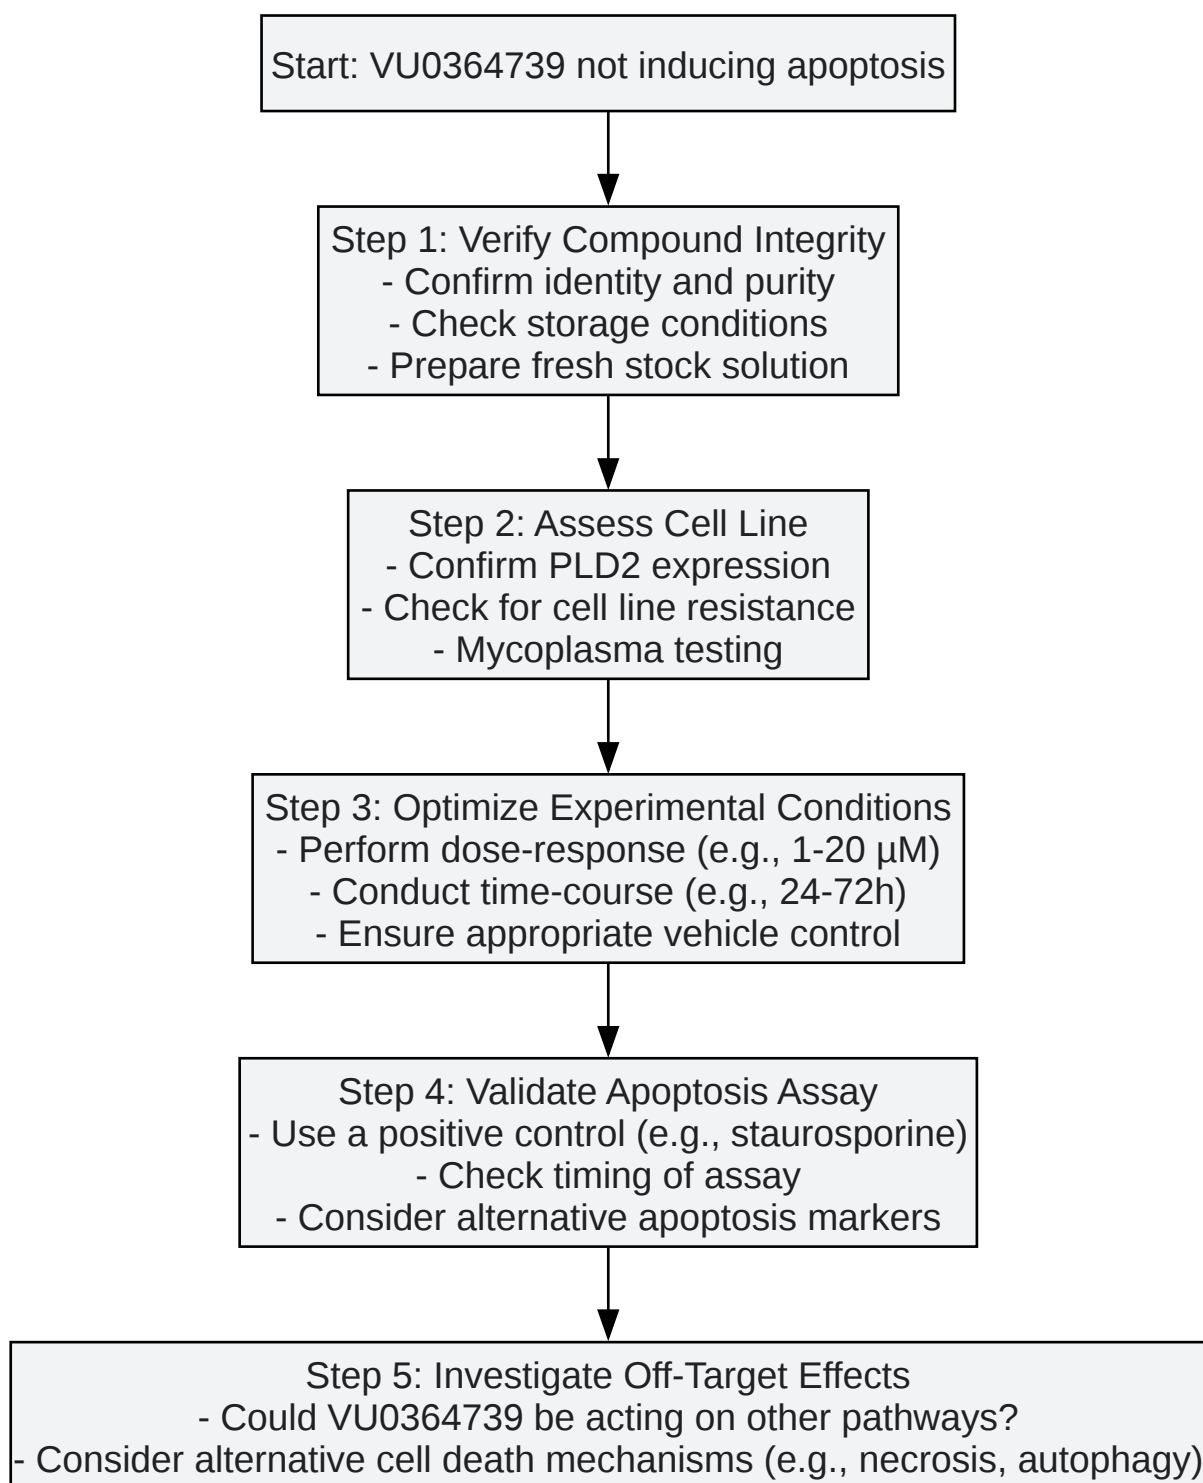 Start: VU0364739 not inducing apoptosis
Step 1: Verify Compound Integrity
- Confirm identity and purity
- Check storage conditions
- Prepare fresh stock solution
Step 2: Assess Cell Line
- Confirm PLD2 expression
- Check for cell line resistance
- Mycoplasma testing
Step 3: Optimize Experimental Conditions
- Perform dose-response (e.g., 1-20 µM)
- Conduct time-course (e.g., 24-72h)
- Ensure appropriate vehicle control
Step 4: Validate Apoptosis Assay
- Use a positive control (e.g., staurosporine)
- Check timing of assay
- Consider alternative apoptosis markers
Step 5: Investigate Off-Target Effects
- Could VU0364739 be acting on other pathways?
- Consider alternative cell death mechanisms (e.g., necrosis, autophagy)